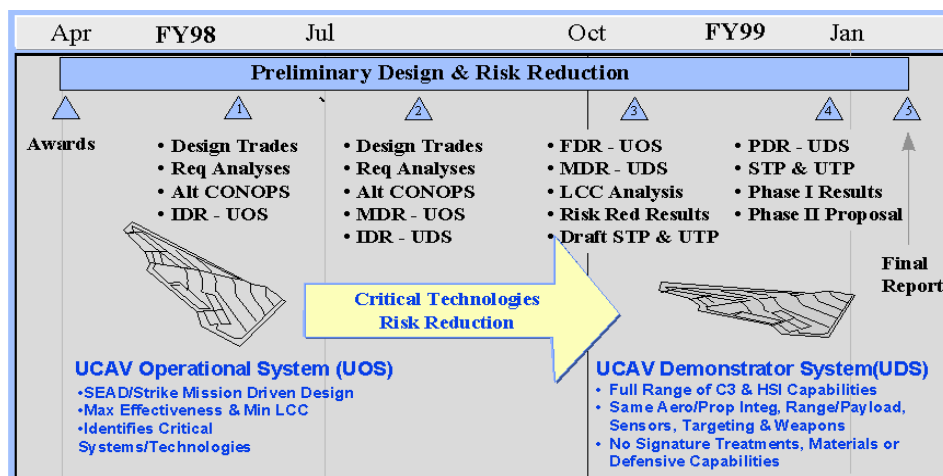 Apr FY98 Jul Oct FY99 Jan
Preliminary Design & Risk Reduction
1 2 3 4 5
Awards
• Design Trades
• Req Analyses
• Alt CONOPS
• IDR - UOS
• Design Trades
• Req Analyses
• Alt CONOPS
• MDR - UOS
• IDR - UDS
• FDR - UOS
• MDR - UDS
• LCC Analysis
• Risk Red Results
• Draft STP & UTP
• PDR - UDS
• STP & UTP
• Phase I Results
• Phase II Proposal
Final
Report
Critical Technologies
Risk Reduction
UCAV Operational System (UOS)
•SEAD/Strike Mission Driven Design
•Max Effectiveness & Min LCC
•Identifies Critical
Systems/Technologies
UCAV Demonstrator System(UDS)
• Full Range of C3 & HSI Capabilities
• Same Aero/Prop Integ, Range/Payload,
Sensors, Targeting & Weapons
• No Signature Treatments, Materials or
Defensive Capabilities